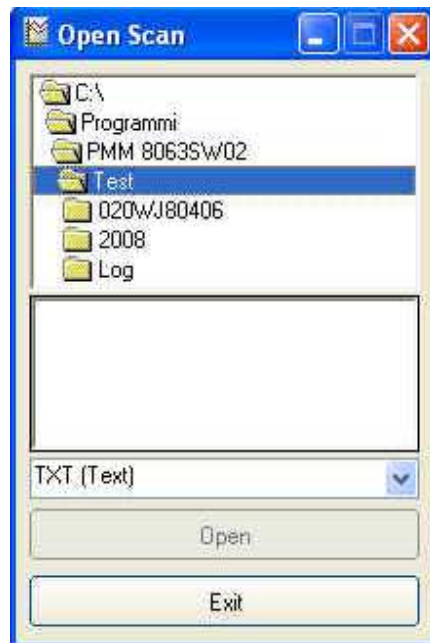 Open Scan
C:\
Programmi
PMM 8063SW02
Test
020WJ80406
2008
Log
TXT (Text)
Open
Exit